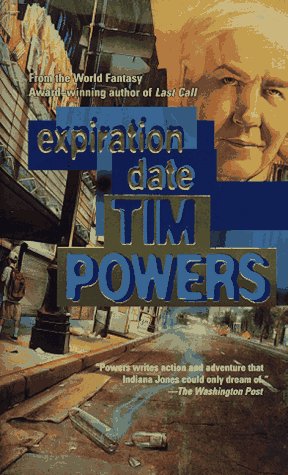 From the World Fantasy
Award-winning author of Last Call
expiration
date
TIM
POWERS
"Powers writes action and adventure that
Indiana Jones could only dream of."
—The Washington Post